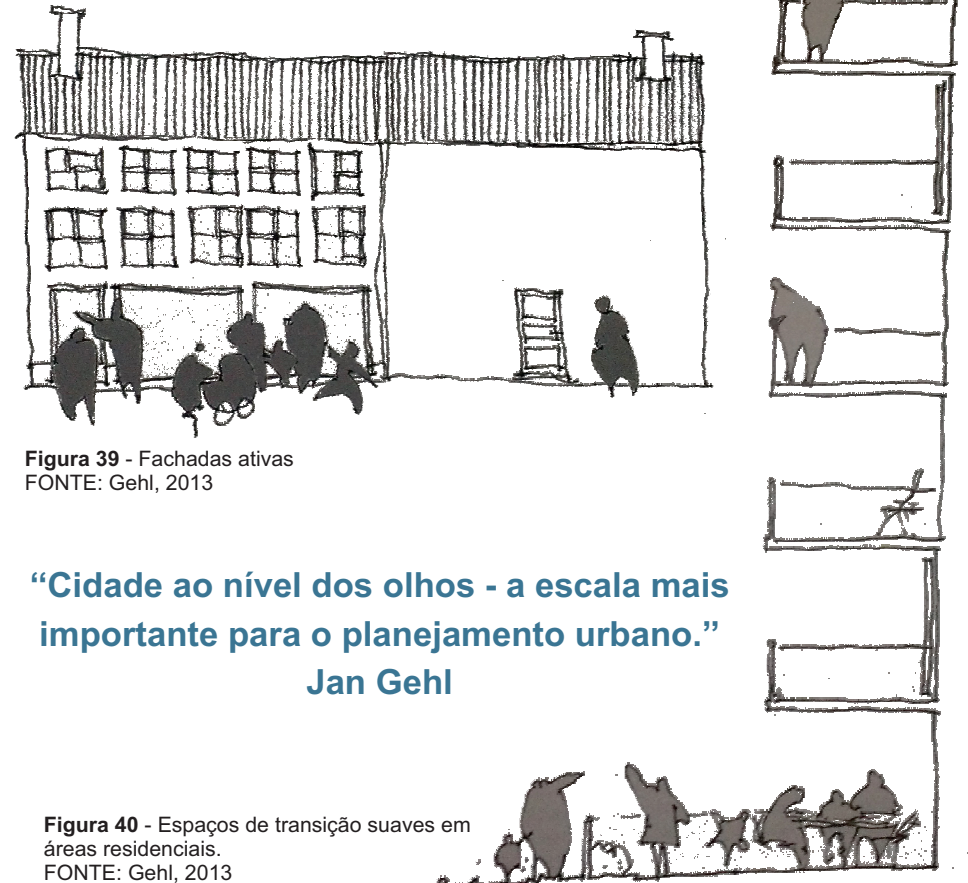 Figura 39 - Fachadas ativas
FONTE: Gehl, 2013
“Cidade ao nível dos olhos - a escala mais
importante para o planejamento urbano.”
Jan Gehl
Figura 40 - Espaços de transição suaves em
áreas residenciais.
FONTE: Gehl, 2013